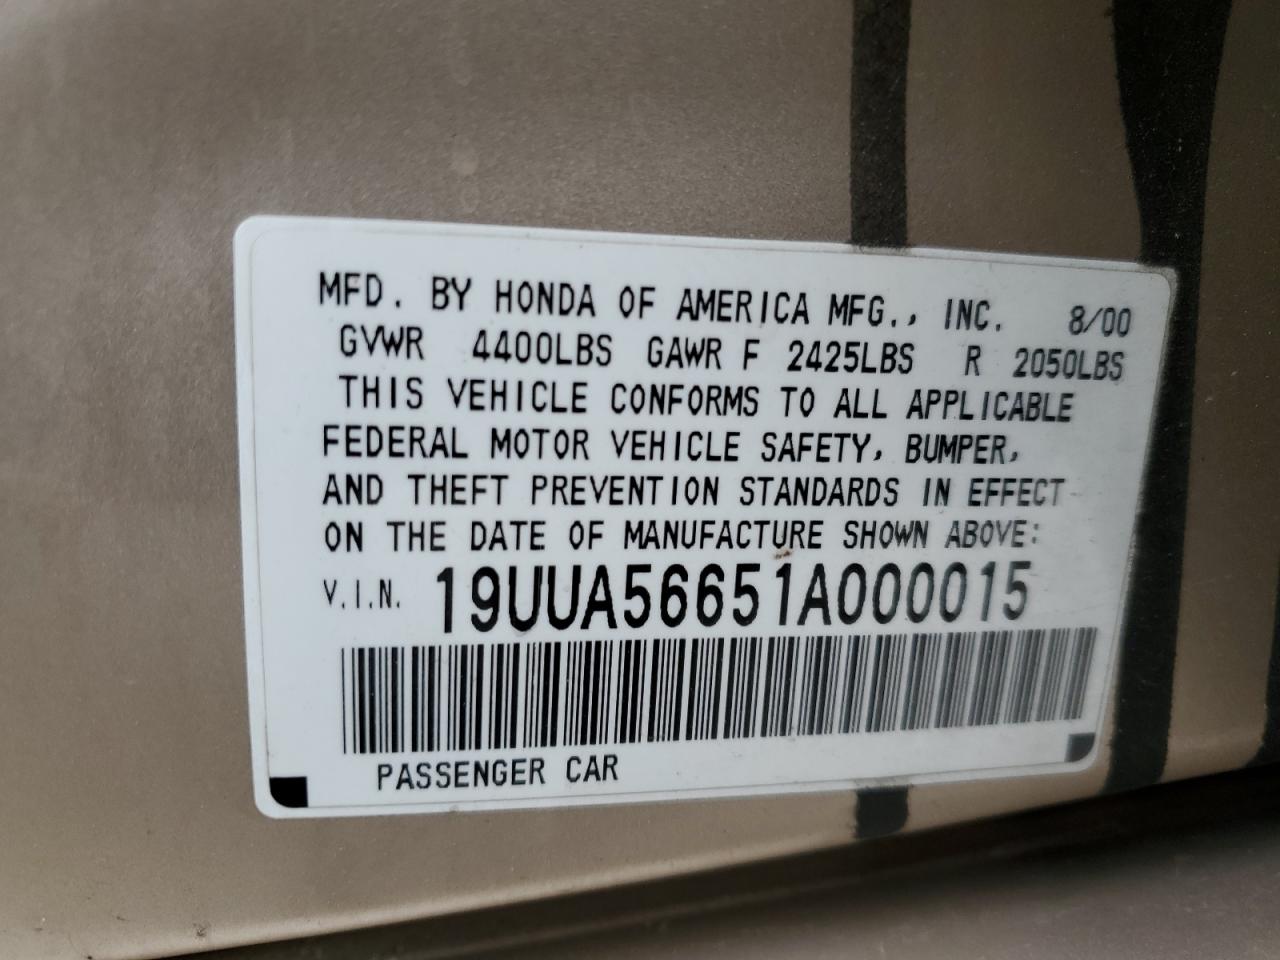 MFD. BY HONDA OF AMERICA MFG., INC. 8/00
GVWR 4400LBS GAWR F 2425LBS R 2050LBS
THIS VEHICLE CONFORMS TO ALL APPLICABLE
FEDERAL MOTOR VEHICLE SAFETY, BUMPER,
AND THEFT PREVENTION STANDARDS IN EFFECT
ON THE DATE OF MANUFACTURE SHOWN ABOVE:
V.I.N. 19UUA56651A000015
PASSENGER CAR